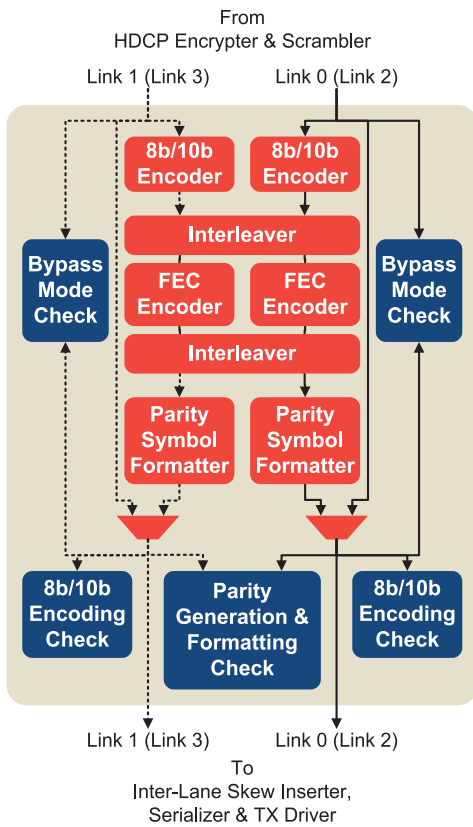 From
HDCP Encrypter & Scrambler
Link 1 (Link 3)
Link 0 (Link 2)
8b/10b
Encoder
8b/10b
Encoder
Interleaver
Bypass
Mode
Check
FEC
Encoder
FEC
Encoder
Bypass
Mode
Check
Interleaver
Parity
Symbol
Formatter
Parity
Symbol
Formatter
8b/10b
Encoding
Check
Parity
Generation &
Formatting
Check
8b/10b
Encoding
Check
Link 1 (Link 3)
Link 0 (Link 2)
To
Inter-Lane Skew Inserter,
Serializer & TX Driver